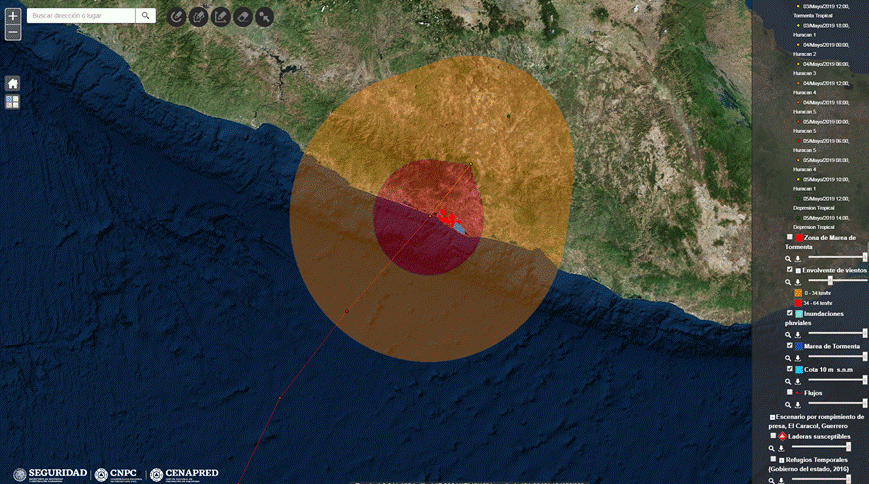 Buscar dirección o lugar
03/Mayo/2019 12:00,
Tormenta Tropical
03/Mayo/2019 18:00,
Huracan 1
04/Mayo/2019 00:00,
Huracan 2
04/Mayo/2019 06:00,
Huracan 3
04/Mayo/2019 12:00,
Huracan 4
04/Mayo/2019 18:00,
Huracan 5
05/Mayo/2019 00:00,
Huracan 5
05/Mayo/2019 06:00,
Huracan 5
05/Mayo/2019 08:00,
Huracan 4
05/Mayo/2019 10:00,
Huracan 1
05/Mayo/2019 12:00,
Depresion Tropical
05/Mayo/2019 14:00,
Depresion Tropical
Zona de Marea de
Tormenta
Envolvente de vientos
0 - 34 km/hr
34 - 64 km/hr
Inundaciones
pluviales
Marea de Tormenta
Cota 10 m s.n.m
Flujos
Escenario por rompimiento de
presa, El Caracol, Guerrero
Laderas susceptibles
Refugios Temporales
(Gobierno del estado, 2016)
SEGURIDAD
CNPC
CENAPRED